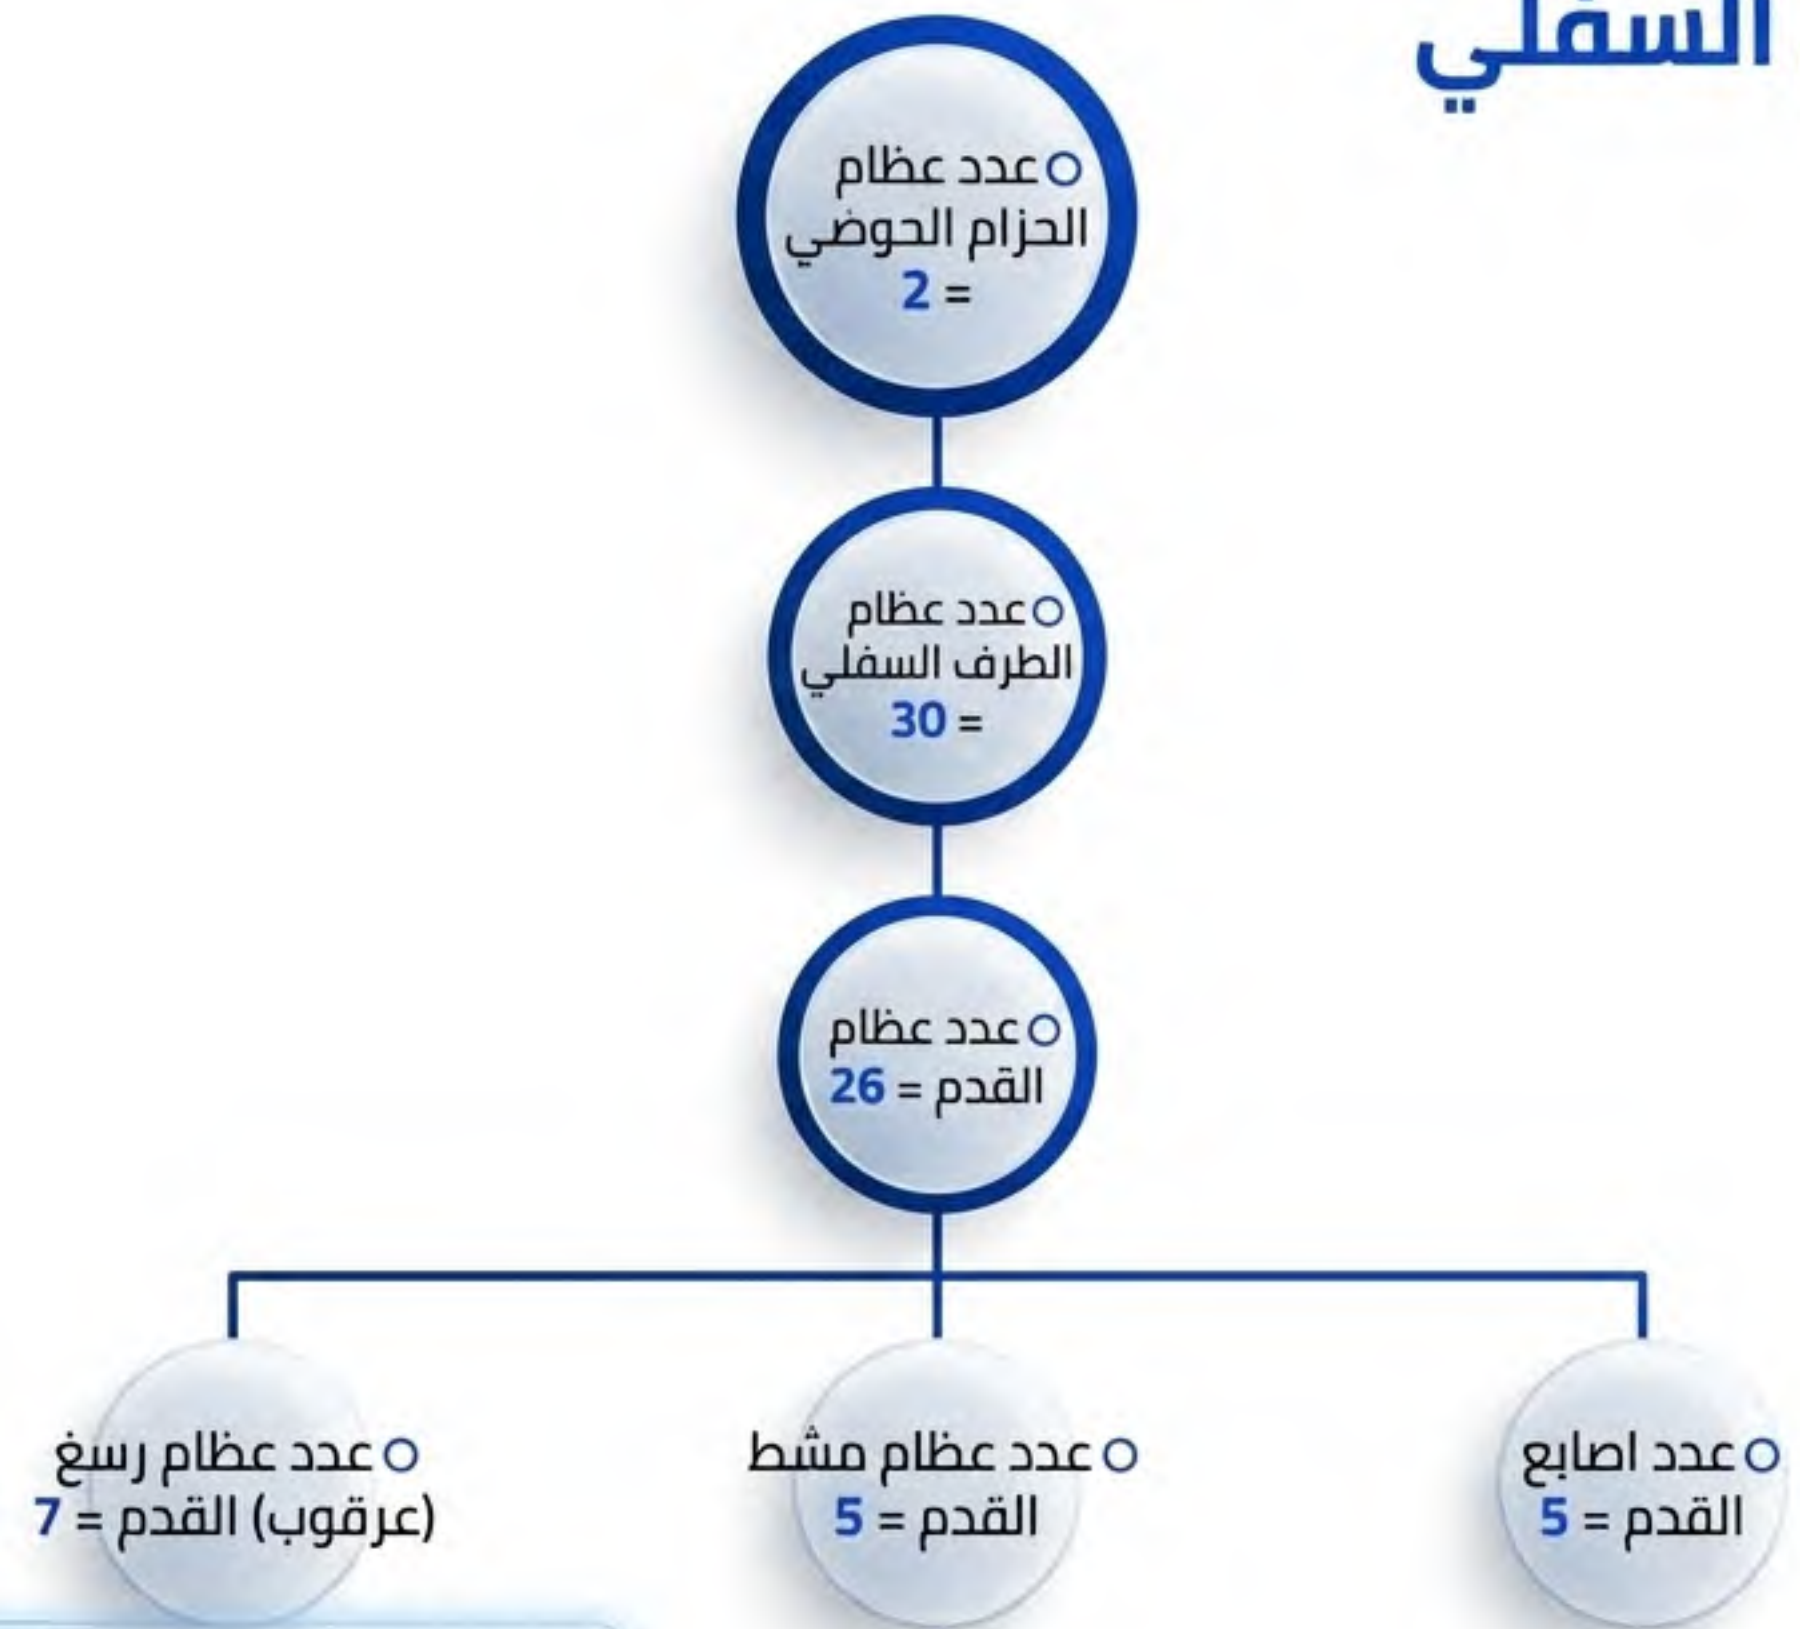 السفلي
عدد عظام
الحزام الحوضي
= 2
عدد عظام
الطرف السفلي
= 30
عدد عظام
القدم = 26
عدد اصابع
القدم = 5
عدد عظام مشط
القدم = 5
عدد عظام رسغ
(عرقوب) القدم = 7